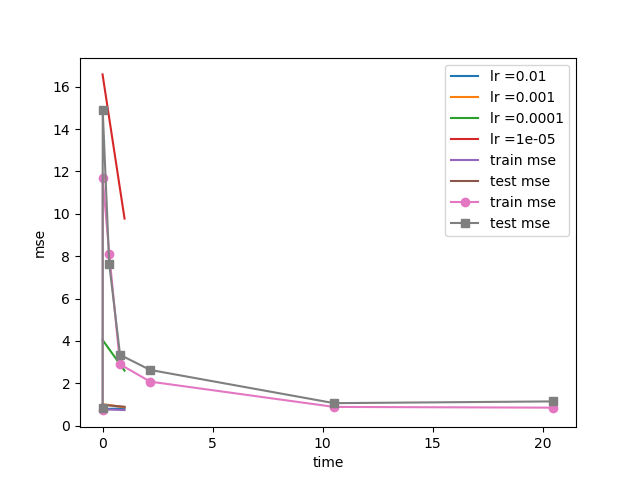 lr =0.01
lr =0.001
lr =0.0001
lr =1e-05
train mse
test mse
train mse
test mse
16
14
12
10
8
6
4
2
0
mse
0
5
10
15
20
time